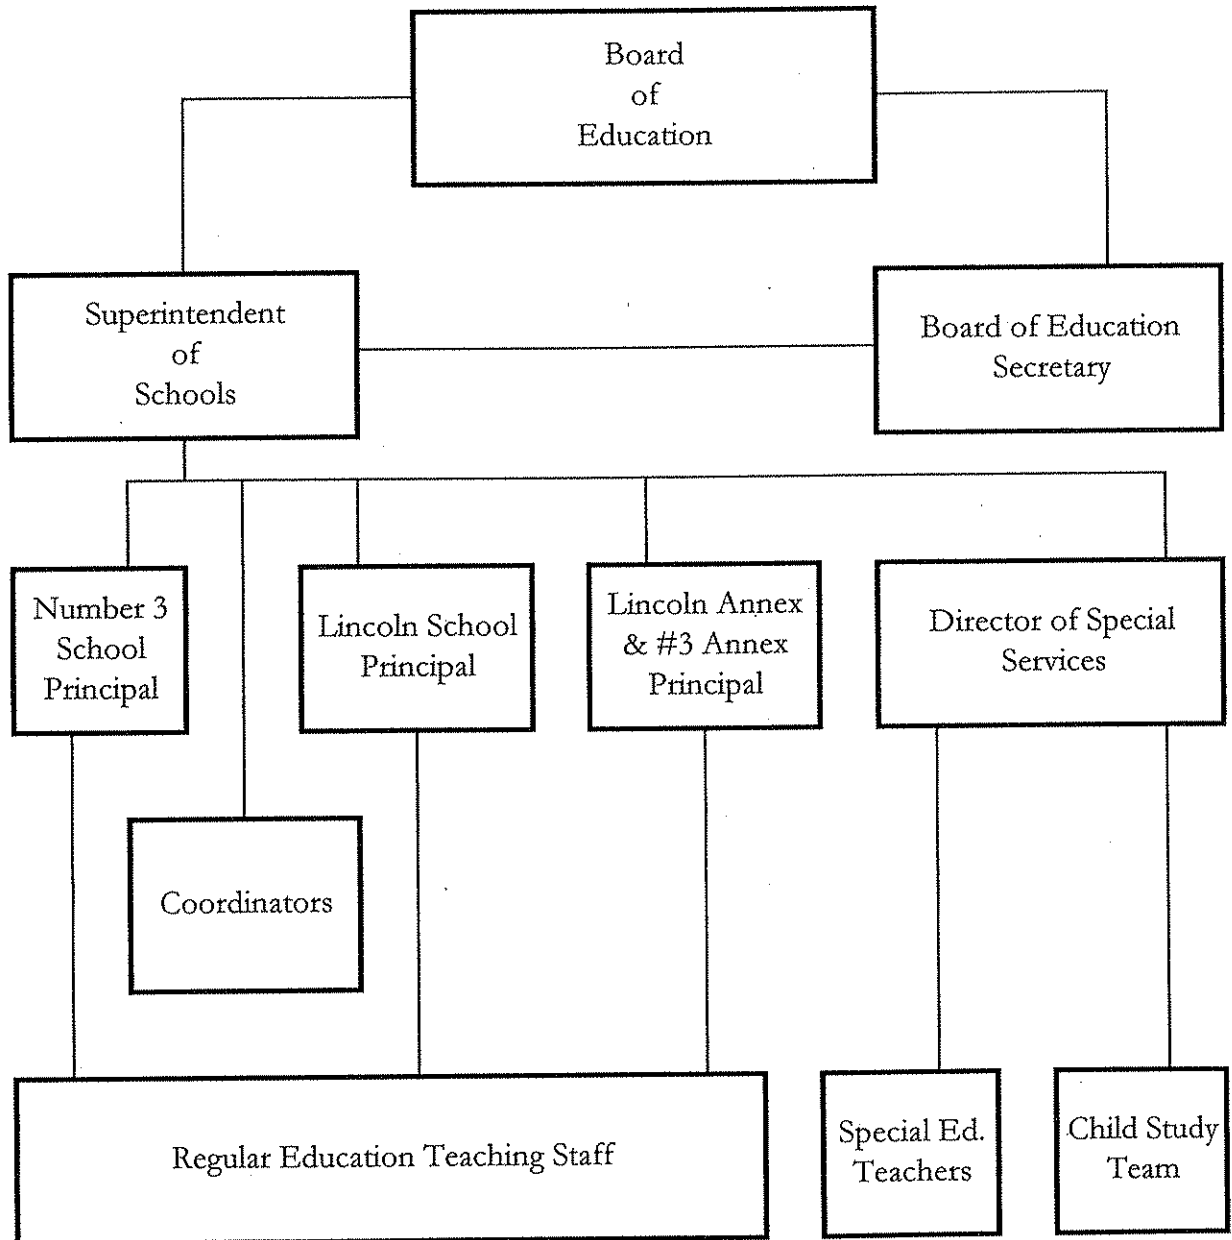 Board
of
Education
Superintendent
of
Schools
Board of Education
Secretary
Number 3
School
Principal
Lincoln School
Principal
Lincoln Annex
& #3 Annex
Principal
Director of Special
Services
Coordinators
Regular Education Teaching Staff
Special Ed.
Teachers
Child Study
Team